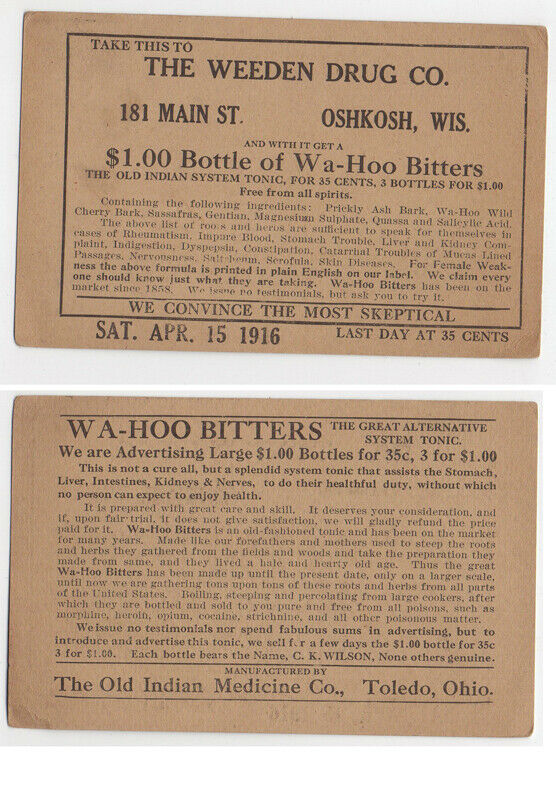 TAKE THIS TO
THE WEEDEN DRUG CO.
181 MAIN ST. OSHKOSH, WIS.
AND WITH IT GET A
$1.00 Bottle of Wa-Hoo Bitters
THE OLD INDIAN SYSTEM TONIC, FOR 35 CENTS, 3 BOTTLES FOR $1.00
Free from all spirits.
Containing the following ingredients: Prickly Ash Bark, Wa-Hoo Wild
Cherry Bark, Sassafras, Gentian, Magnesium Sulphate, Quassa and Salicylic Acid.
The above list of roots and herbs are sufficient to speak for themselves in
cases of Rheumatism, Impure Blood, Stomach Trouble, Liver and Kidney Com-
plaint, Indigestion, Dyspepsia, Constipation, Catarrhal Troubles of Mucus Lined
Passages, Nervousness, Saltrheum, Scrofula, Skin Diseases. For Female Weak-
ness the above formula is printed in plain English on our label. We claim every
one should know just what they are taking. Wa-Hoo Bitters has been on the
market since 1858. We issue no testimonials, but ask you to try it.
WE CONVINCE THE MOST SKEPTICAL
SAT. APR. 15 1916 LAST DAY AT 35 CENTS
WA-HOO BITTERS THE GREAT ALTERNATIVE
SYSTEM TONIC.
We are Advertising Large $1.00 Bottles for 35c, 3 for $1.00
This is not a cure all, but a splendid system tonic that assists the Stomach,
Liver, Intestines, Kidneys & Nerves, to do their healthful duty, without which
no person can expect to enjoy health.
It is prepared with great care and skill. It deserves your consideration, and
if, upon fair trial, it does not give satisfaction, we will gladly refund the price
paid for it. Wa-Hoo Bitters is an old-fashioned tonic and has been on the market
for many years. Made like our forefathers and mothers used to steep the roots
and herbs they gathered from the fields and woods and take the preparation they
made from same, and they lived a hale and hearty old age. Thus the great
Wa-Hoo Bitters has been made up until the present date, only on a larger scale,
until now we are gathering tons upon tons of these roots and herbs from all parts
of the United States. Boiling, steeping and percolating from large cookers, after
which they are bottled and sold to you pure and free from all poisons, such as
morphine, heroin, opium, cocaine, strichnine, and all other poisonous matter.
We issue no testimonials nor spend fabulous sums in advertising, but to
introduce and advertise this tonic, we sell for a few days the $1.00 bottle for 35c
3 for $1.00. Each bottle bears the Name, C. K. WILSON, None others genuine.
MANUFACTURED BY
The Old Indian Medicine Co., Toledo, Ohio.